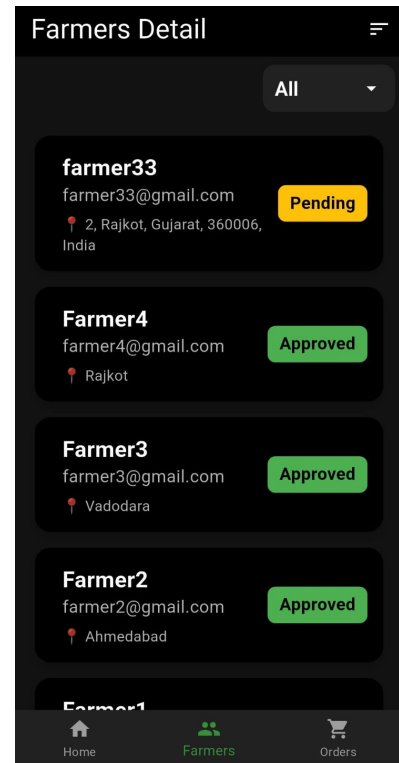 Farmers Detail
All
farmer33
farmer33@gmail.com
2, Rajkot, Gujarat, 360006,
India
Pending
Farmer4
farmer4@gmail.com
Rajkot
Approved
Farmer3
farmer3@gmail.com
Vadodara
Approved
Farmer2
farmer2@gmail.com
Ahmedabad
Approved
Farmer1
Home
Farmers
Orders